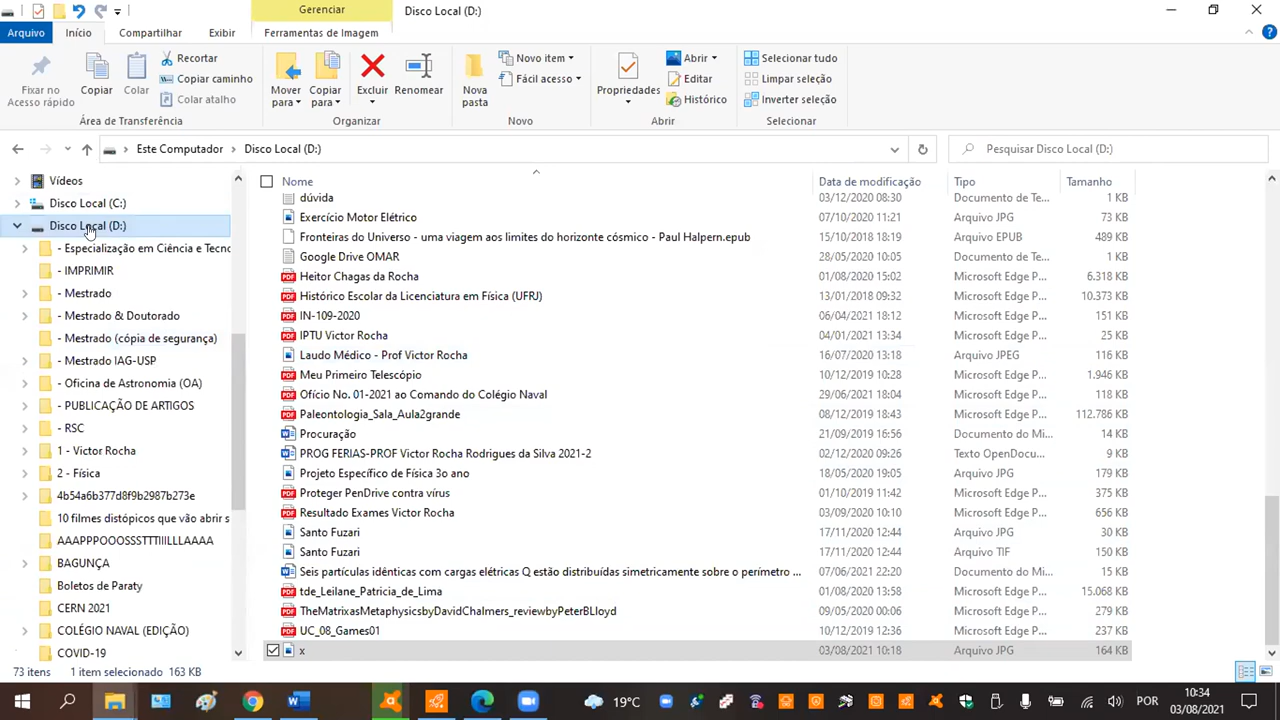 Gerenciar
Disco Local (D:)
Arquivo
Início
Compartilhar
Exibir
Ferramentas de Imagem
Fixar no Acesso rápido
Copiar
Colar
Recortar
Copiar caminho
Colar atalho
Mover para
Copiar para
Excluir
Renomear
Nova pasta
Novo item
Fácil acesso
Propriedades
Abrir
Editar
Histórico
Selecionar tudo
Limpar seleção
Inverter seleção
Área de Transferência
Organizar
Novo
Abrir
Selecionar
Este Computador > Disco Local (D:)
Pesquisar Disco Local (D:)
Vídeos
Disco Local (C:)
Disco Local (D:)
- Especialização em Ciência e Tecno
- IMPRIMIR
- Mestrado
- Mestrado & Doutorado
- Mestrado (cópia de segurança)
- Mestrado IAG-USP
- Oficina de Astronomia (OA)
- PUBLICAÇÃO DE ARTIGOS
- RSC
1 - Victor Rocha
2 - Física
4b54a6b377d8f9b2987b273e
10 filmes distópicos que vão abrir s
AAAPPPOOOSSSTTTIIILLLAAAA
BAGUNÇA
Boletos de Paraty
CERN 2021
COLÉGIO NAVAL (EDIÇÃO)
COVID-19
Nome Data de modificação Tipo Tamanho
dúvida 03/12/2020 08:30 Documento de Te... 1 KB
Exercício Motor Elétrico 07/10/2020 11:21 Arquivo JPG 73 KB
Fronteiras do Universo - uma viagem aos limites do horizonte cósmico - Paul Halpern.epub 15/10/2018 18:19 Arquivo EPUB 489 KB
Google Drive OMAR 28/05/2020 10:05 Documento de Te... 1 KB
Heitor Chagas da Rocha 01/08/2020 15:02 Microsoft Edge P... 6.318 KB
Histórico Escolar da Licenciatura em Física (UFRJ) 13/01/2018 09:32 Microsoft Edge P... 10.373 KB
IN-109-2020 06/04/2021 18:12 Microsoft Edge P... 151 KB
IPTU Victor Rocha 04/01/2021 13:34 Microsoft Edge P... 25 KB
Laudo Médico - Prof Victor Rocha 16/07/2020 13:18 Arquivo JPEG 116 KB
Meu Primeiro Telescópio 10/12/2019 10:28 Microsoft Edge P... 1.946 KB
Ofício No. 01-2021 ao Comando do Colégio Naval 29/06/2021 18:04 Microsoft Edge P... 118 KB
Paleontologia_Sala_Aula2grande 08/12/2019 18:43 Microsoft Edge P... 112.786 KB
Procuração 21/09/2019 16:56 Documento do Mi... 14 KB
PROG FERIAS-PROF Victor Rocha Rodrigues da Silva 2021-2 02/12/2020 09:26 Texto OpenDocu... 9 KB
Projeto Específico de Física 3o ano 18/05/2020 19:05 Arquivo JPG 179 KB
Proteger PenDrive contra vírus 01/10/2019 11:42 Microsoft Edge P... 375 KB
Resultado Exames Victor Rocha 03/09/2020 10:10 Microsoft Edge P... 656 KB
Santo Fuzari 17/11/2020 12:44 Arquivo JPG 30 KB
Santo Fuzari 17/11/2020 12:44 Arquivo TIF 150 KB
Seis partículas idênticas com cargas elétricas Q estão distribuídas simetricamente sobre o perímetro ... 07/06/2021 22:20 Documento do Mi... 15 KB
tde_Leilane_Patricia_de_Lima 01/08/2020 13:58 Microsoft Edge P... 15.068 KB
TheMatrixasMetaphysicsbyDavidChalmers_reviewbyPeterBLloyd 09/05/2020 00:06 Microsoft Edge P... 279 KB
UC_08_Games01 10/12/2019 12:36 Microsoft Edge P... 237 KB
x 03/08/2021 10:18 Arquivo JPG 164 KB
73 itens 1 item selecionado 163 KB
19°C
POR
10:34
03/08/2021